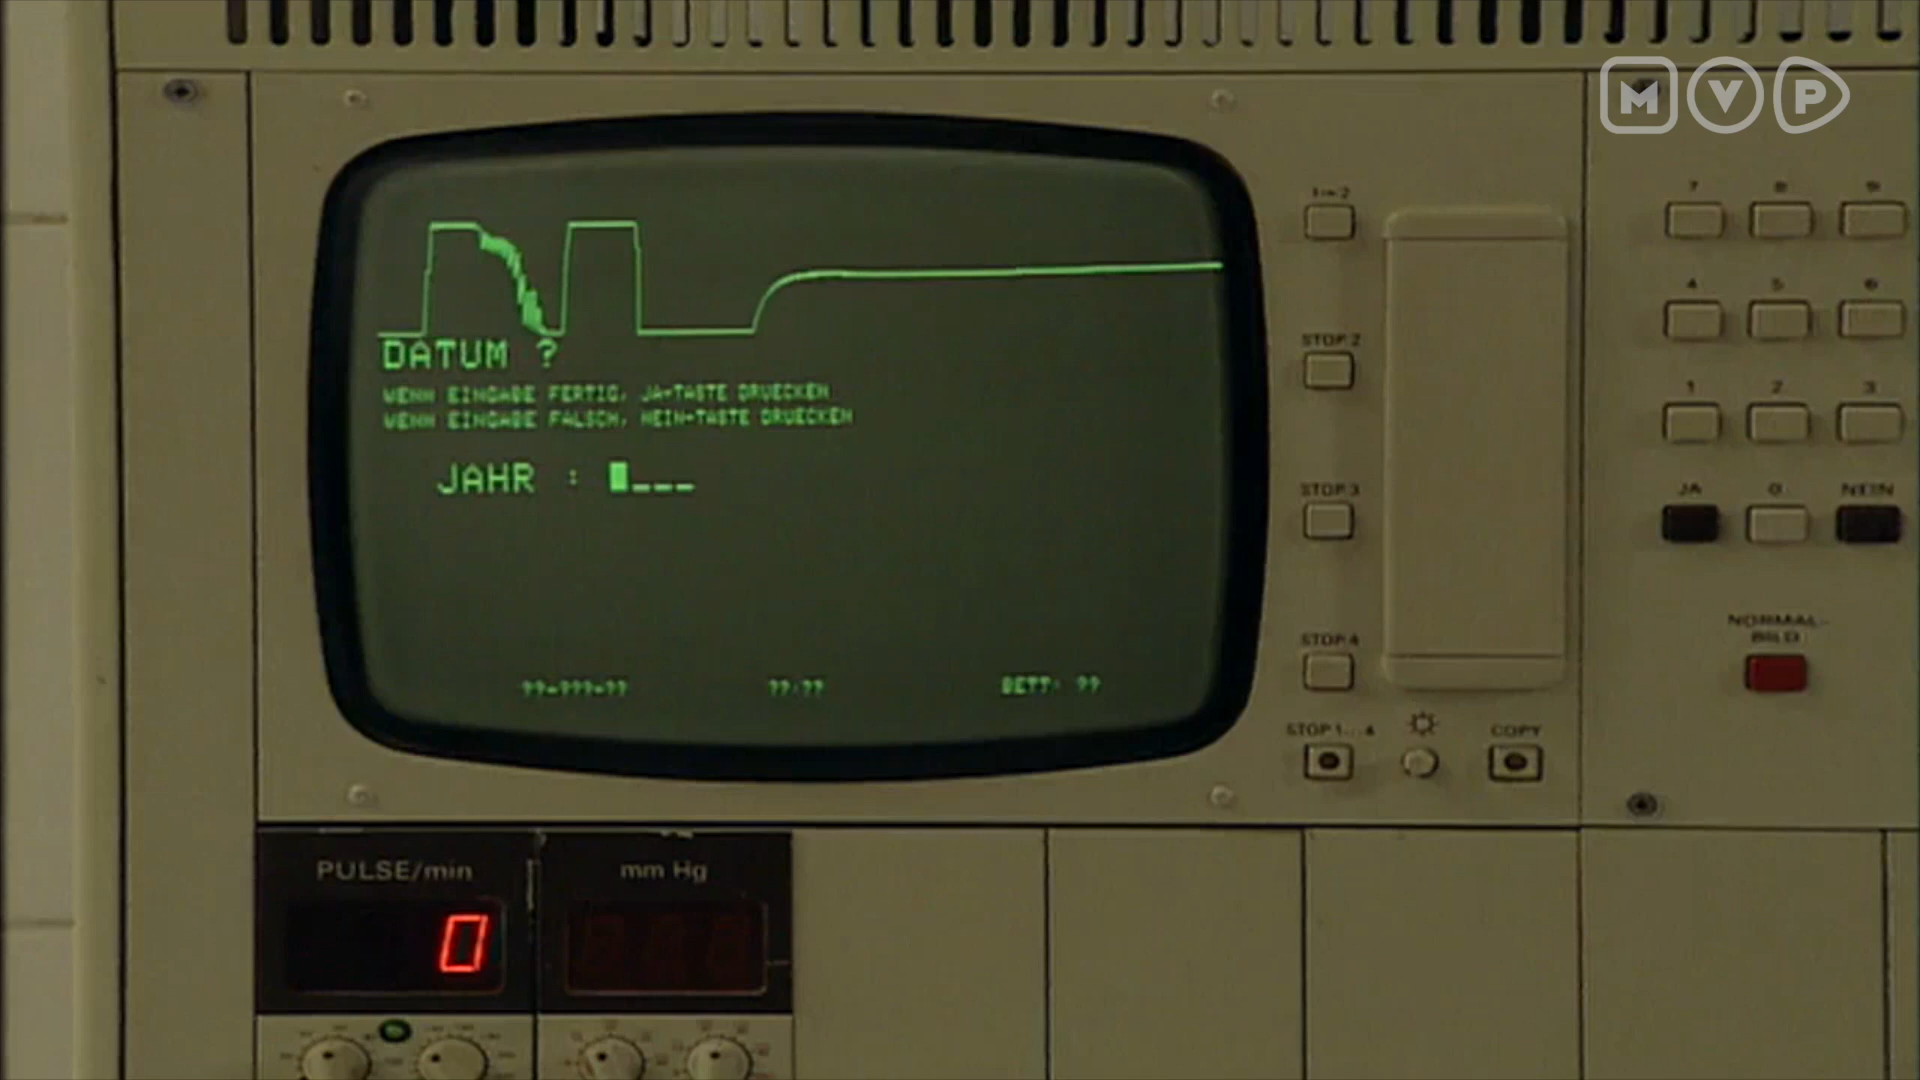 MVP
DATUM ?
WENN EINGABE FERTIG, JA-TASTE DRUECKEN
WENN EINGABE FALSCH, NEIN-TASTE DRUECKEN
JAHR : ____
??-???-?? ??:?? BETT: ??
STOP 2
STOP 3
STOP 4
STOP 1...4
COPY
7 8 9
4 5 6
1 2 3
JA 0 NEIN
NORMAL-
BILD
PULSE/min
0
mm Hg